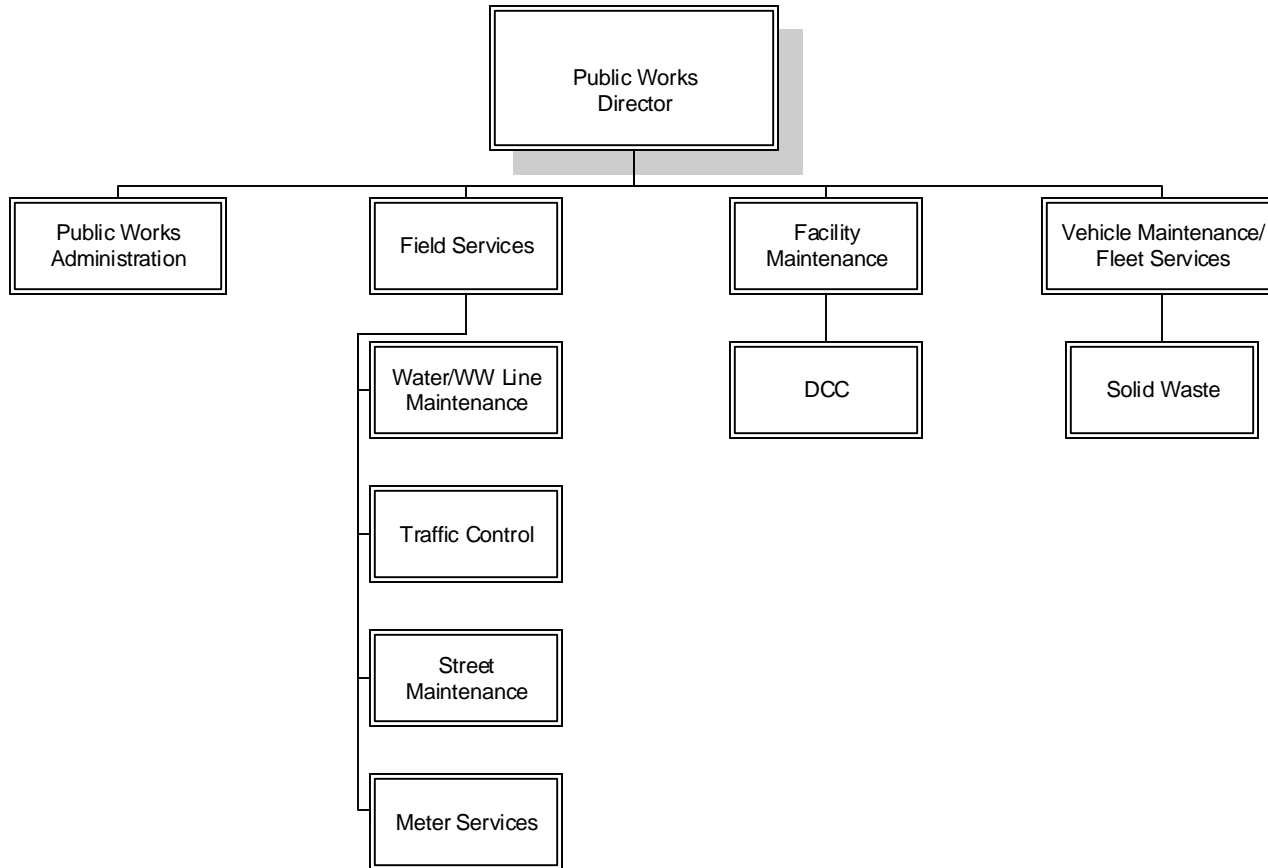 Public Works
Director
Public Works
Administration
Field Services
Facility
Maintenance
Vehicle Maintenance/
Fleet Services
Water/WW Line
Maintenance
DCC
Solid Waste
Traffic Control
Street
Maintenance
Meter Services